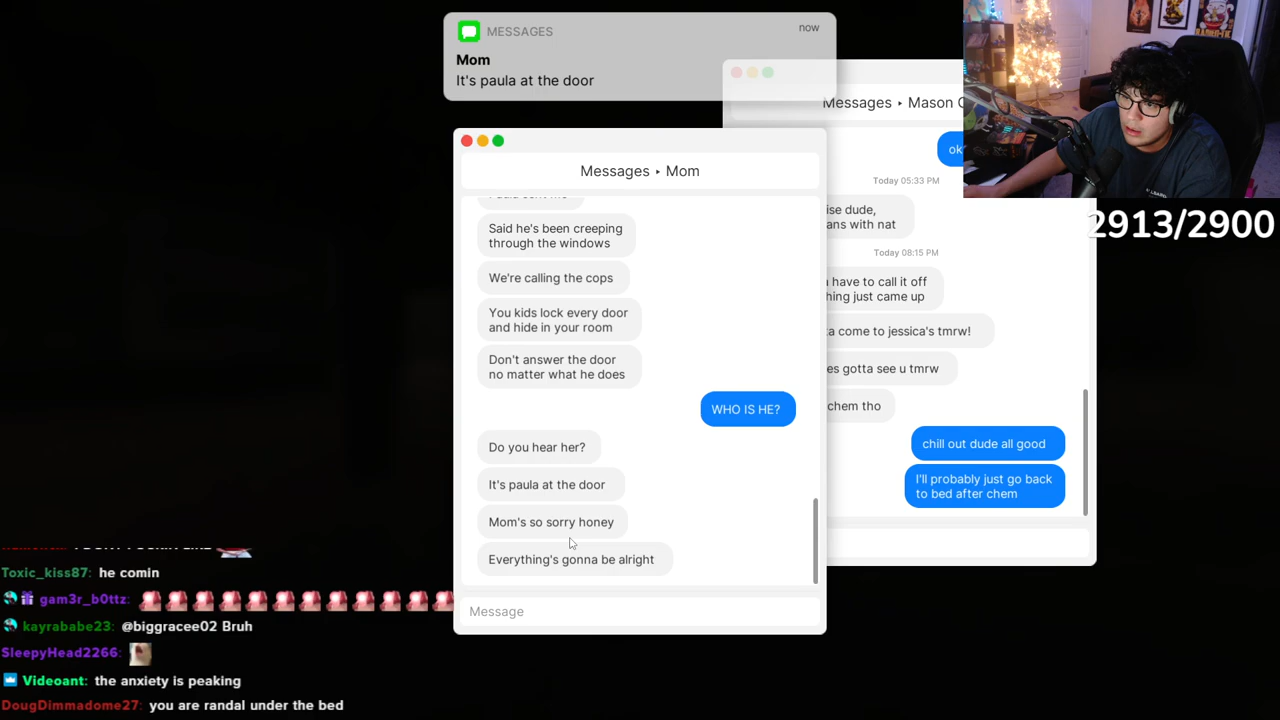 MESSAGES
now
Mom
It's paula at the door
Messages ▸ Mom
Said he's been creeping
through the windows
We're calling the cops
You kids lock every door
and hide in your room
Don't answer the door
no matter what he does
WHO IS HE?
Do you hear her?
It's paula at the door
Mom's so sorry honey
Everything's gonna be alright
Message
Messages ▸ Mason
ok
Today 05:33 PM
ise dude,
ans with nat
Today 08:15 PM
have to call it off
hing just came up
a come to jessica's tmrw!
es gotta see u tmrw
chem tho
chill out dude all good
I'll probably just go back
to bed after chem
2913/2900
Toxic_kiss87: he comin
gam3r_b0ttz:
kayrababe23: @biggracee02 Bruh
SleepyHead2266:
Videoant: the anxiety is peaking
DougDimmadome27: you are randal under the bed